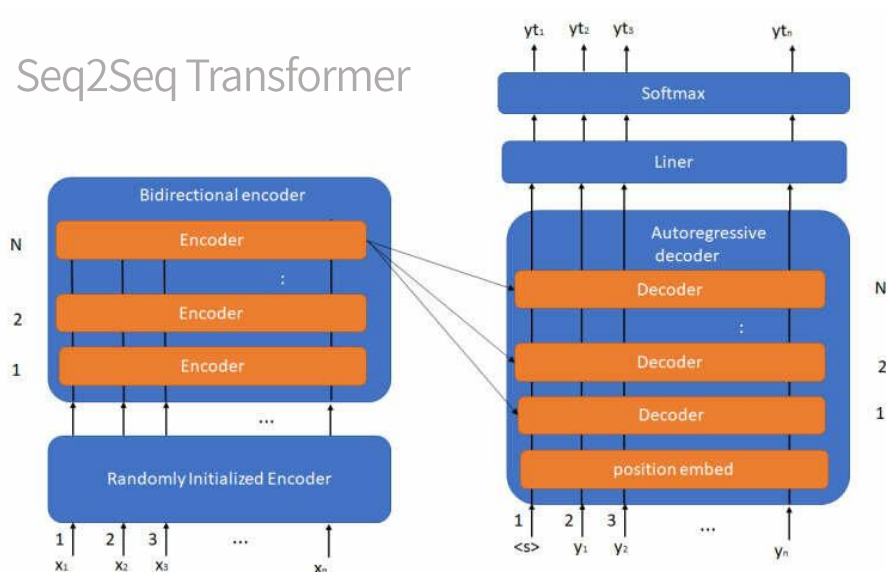 Seq2Seq Transformer
Bidirectional encoder
N
Encoder
:
2
Encoder
1
Encoder
...
Randomly Initialized Encoder
1 2 3 ...
x₁ x₂ x₃ xₙ
yt₁ yt₂ yt₃ ytₙ
Softmax
Liner
Autoregressive
decoder
Decoder N
:
Decoder 2
Decoder 1
position embed
1 2 3 ...
<s> y₁ y₂ yₙ